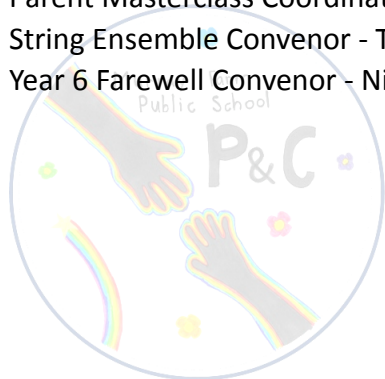 Parent Masterclass Coordinat
String Ensemble Convenor - T
Year 6 Farewell Convenor - Ni
Public School
P&C